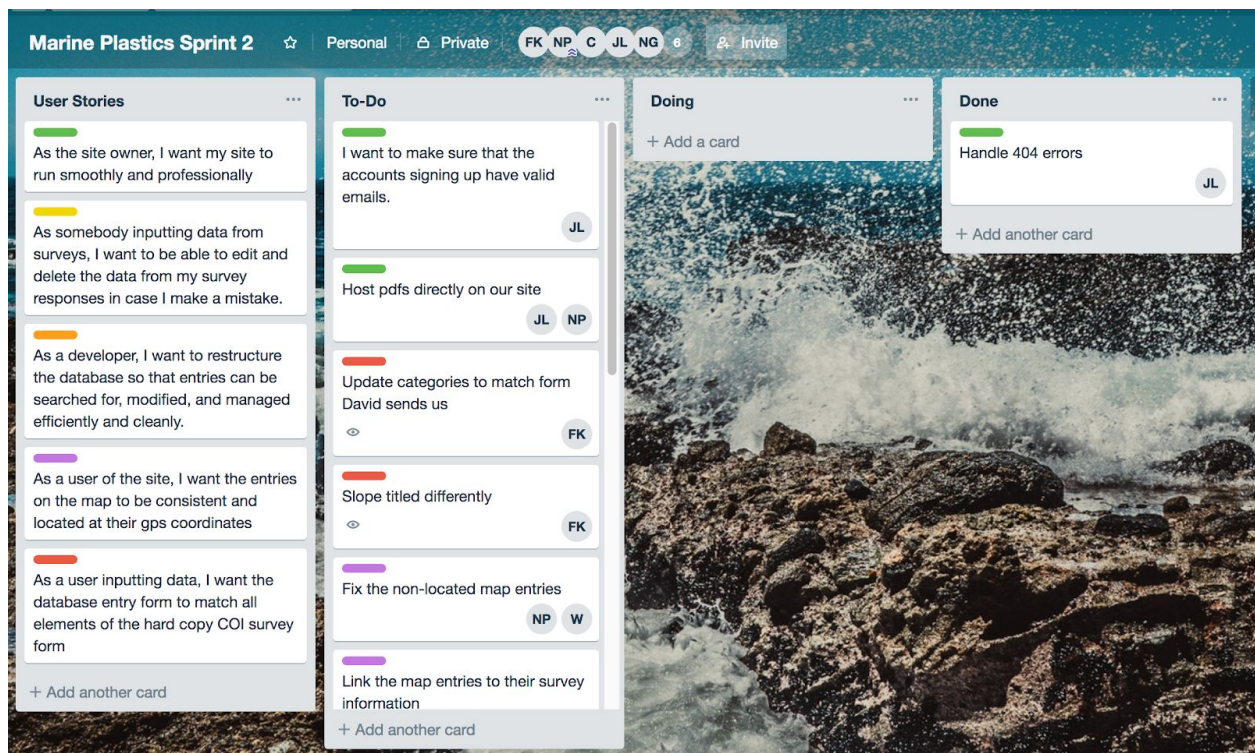 Marine Plastics Sprint 2
Personal
Private
FK NP C JL NG 6
Invite
User Stories
As the site owner, I want my site to
run smoothly and professionally
As somebody inputting data from
surveys, I want to be able to edit and
delete the data from my survey
responses in case I make a mistake.
As a developer, I want to restructure
the database so that entries can be
searched for, modified, and managed
efficiently and cleanly.
As a user of the site, I want the entries
on the map to be consistent and
located at their gps coordinates
As a user inputting data, I want the
database entry form to match all
elements of the hard copy COI survey
form
+ Add another card
To-Do
I want to make sure that the
accounts signing up have valid
emails.
JL
Host pdfs directly on our site
JL NP
Update categories to match form
David sends us
FK
Slope titled differently
FK
Fix the non-located map entries
NP W
Link the map entries to their survey
information
+ Add another card
Doing
+ Add a card
Done
Handle 404 errors
JL
+ Add another card